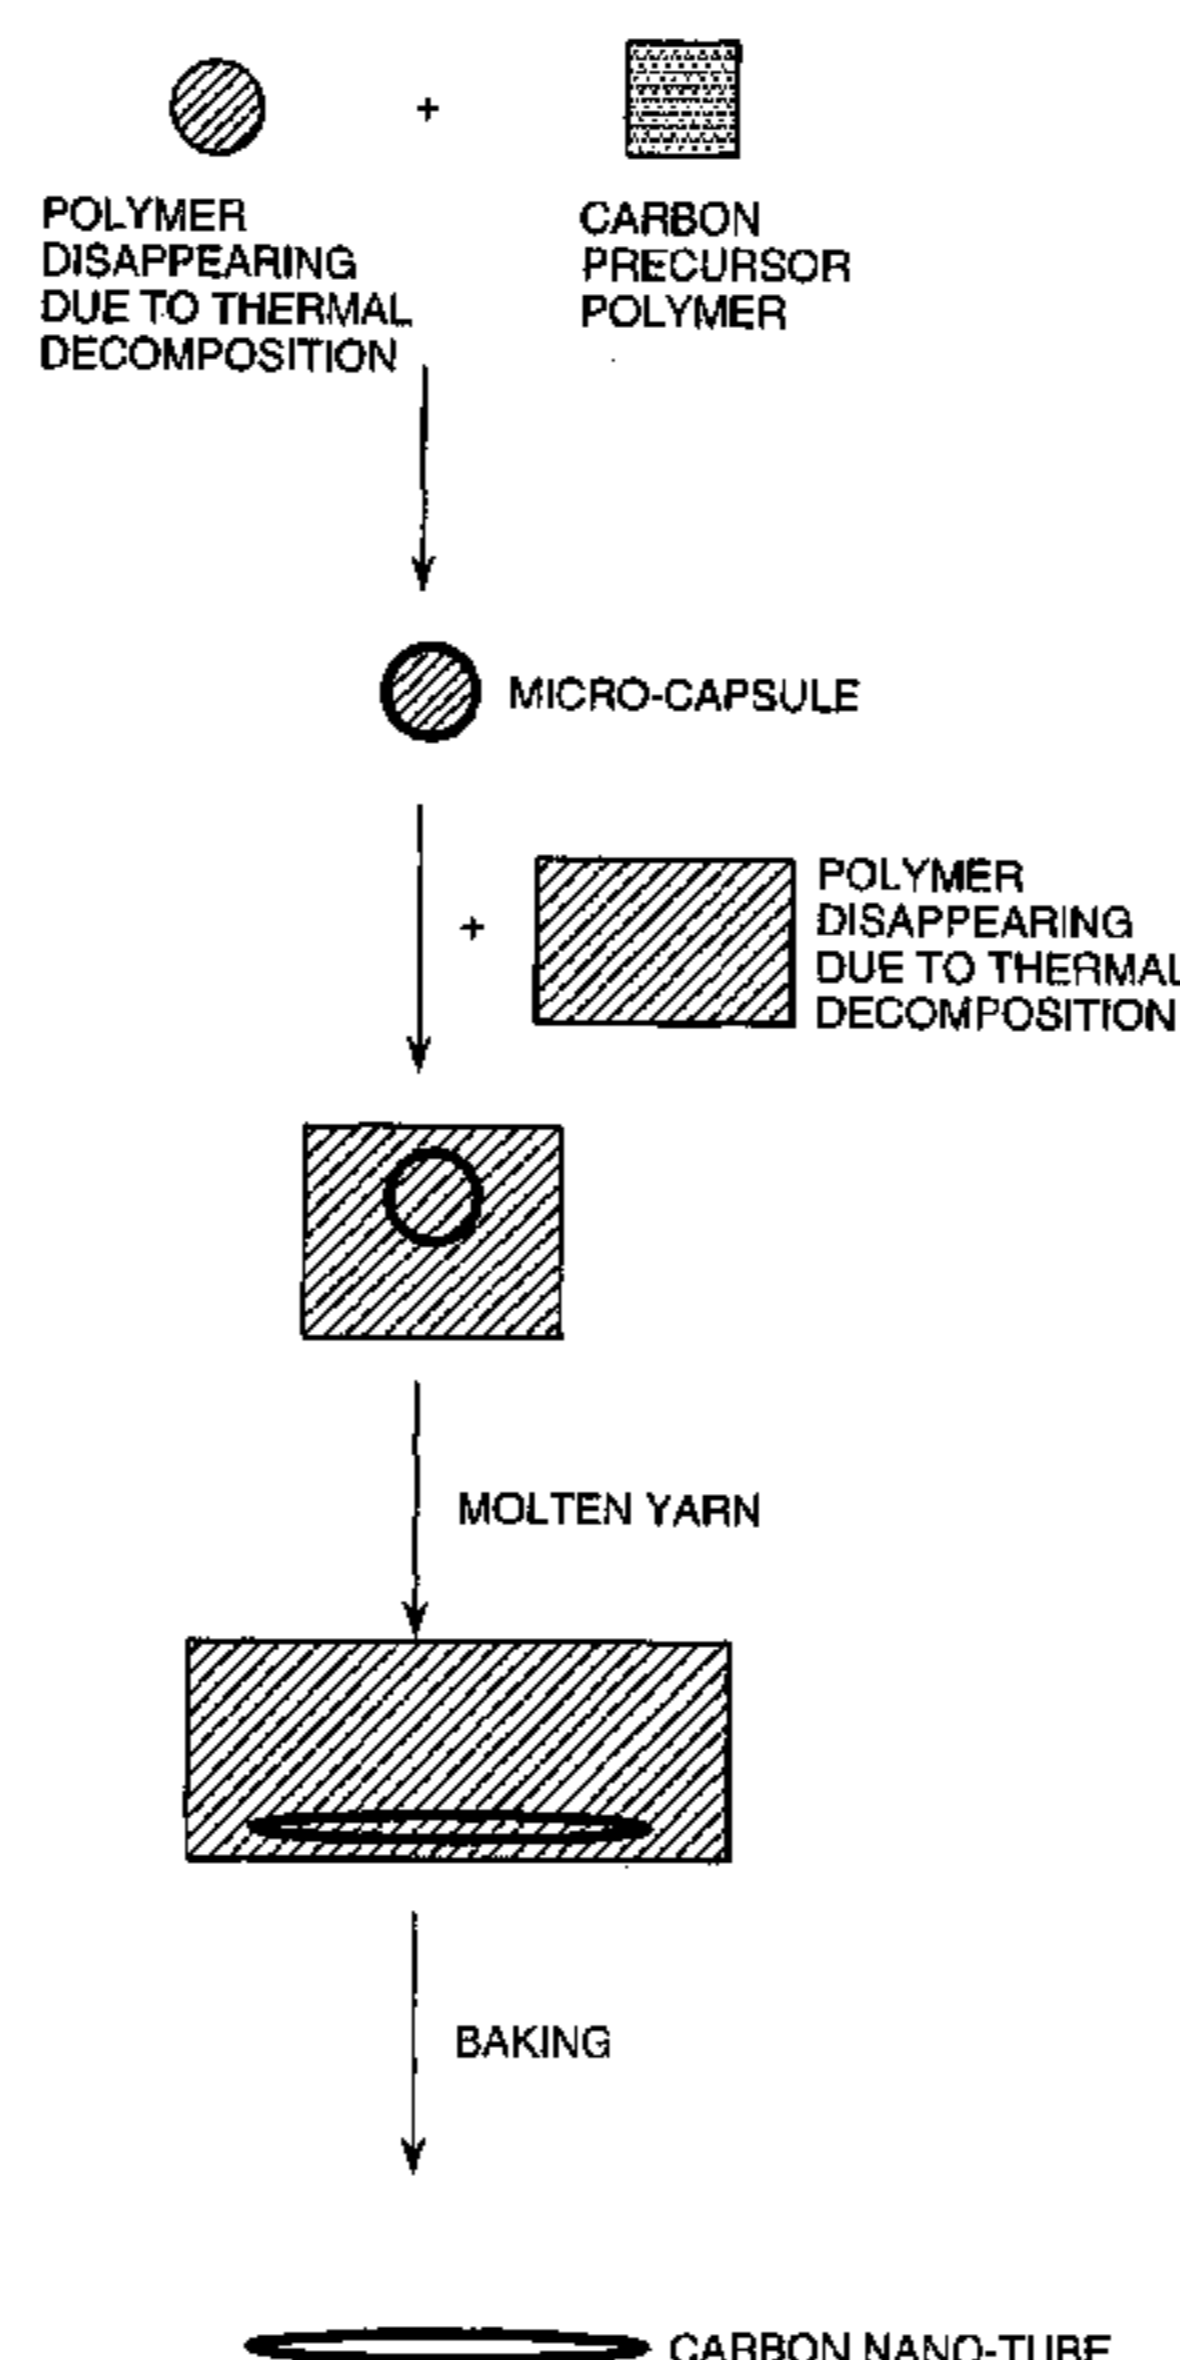 +
POLYMER
DISAPPEARING
DUE TO THERMAL
DECOMPOSITION
CARBON
PRECURSOR
POLYMER
MICRO-CAPSULE
+
POLYMER
DISAPPEARING
DUE TO THERMAL
DECOMPOSITION
MOLTEN YARN
BAKING
CARBON NANO-TUBE